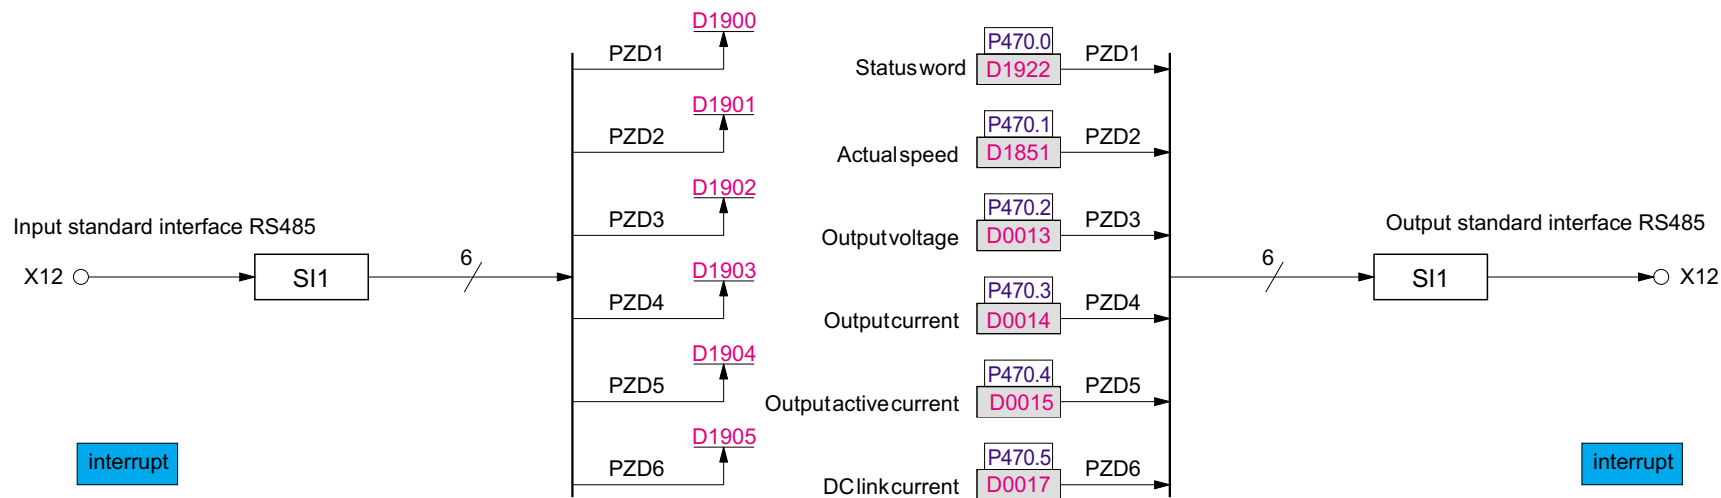 Input standard interface RS485
X12
SI1
6
PZD1
D1900
PZD2
D1901
PZD3
D1902
PZD4
D1903
PZD5
D1904
PZD6
D1905
interrupt
Status word
P470.0
D1922
PZD1
Actual speed
P470.1
D1851
PZD2
Output voltage
P470.2
D0013
PZD3
Output current
P470.3
D0014
PZD4
Output active current
P470.4
D0015
PZD5
DC link current
P470.5
D0017
PZD6
6
Output standard interface RS485
SI1
X12
interrupt